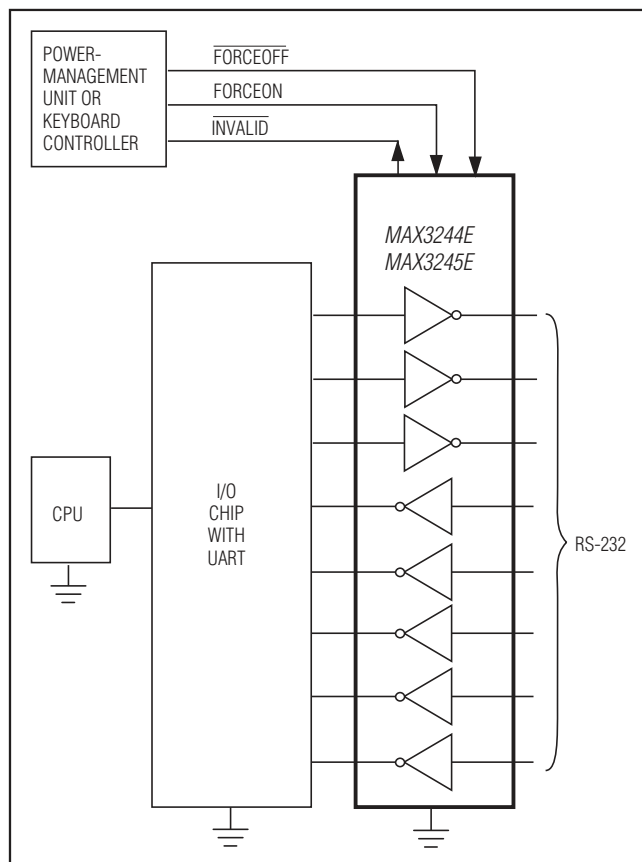 POWER-
MANAGEMENT
UNIT OR
KEYBOARD
CONTROLLER
FORCEOFF
FORCEON
INVALID
MAX3244E
MAX3245E
CPU
I/O
CHIP
WITH
UART
RS-232